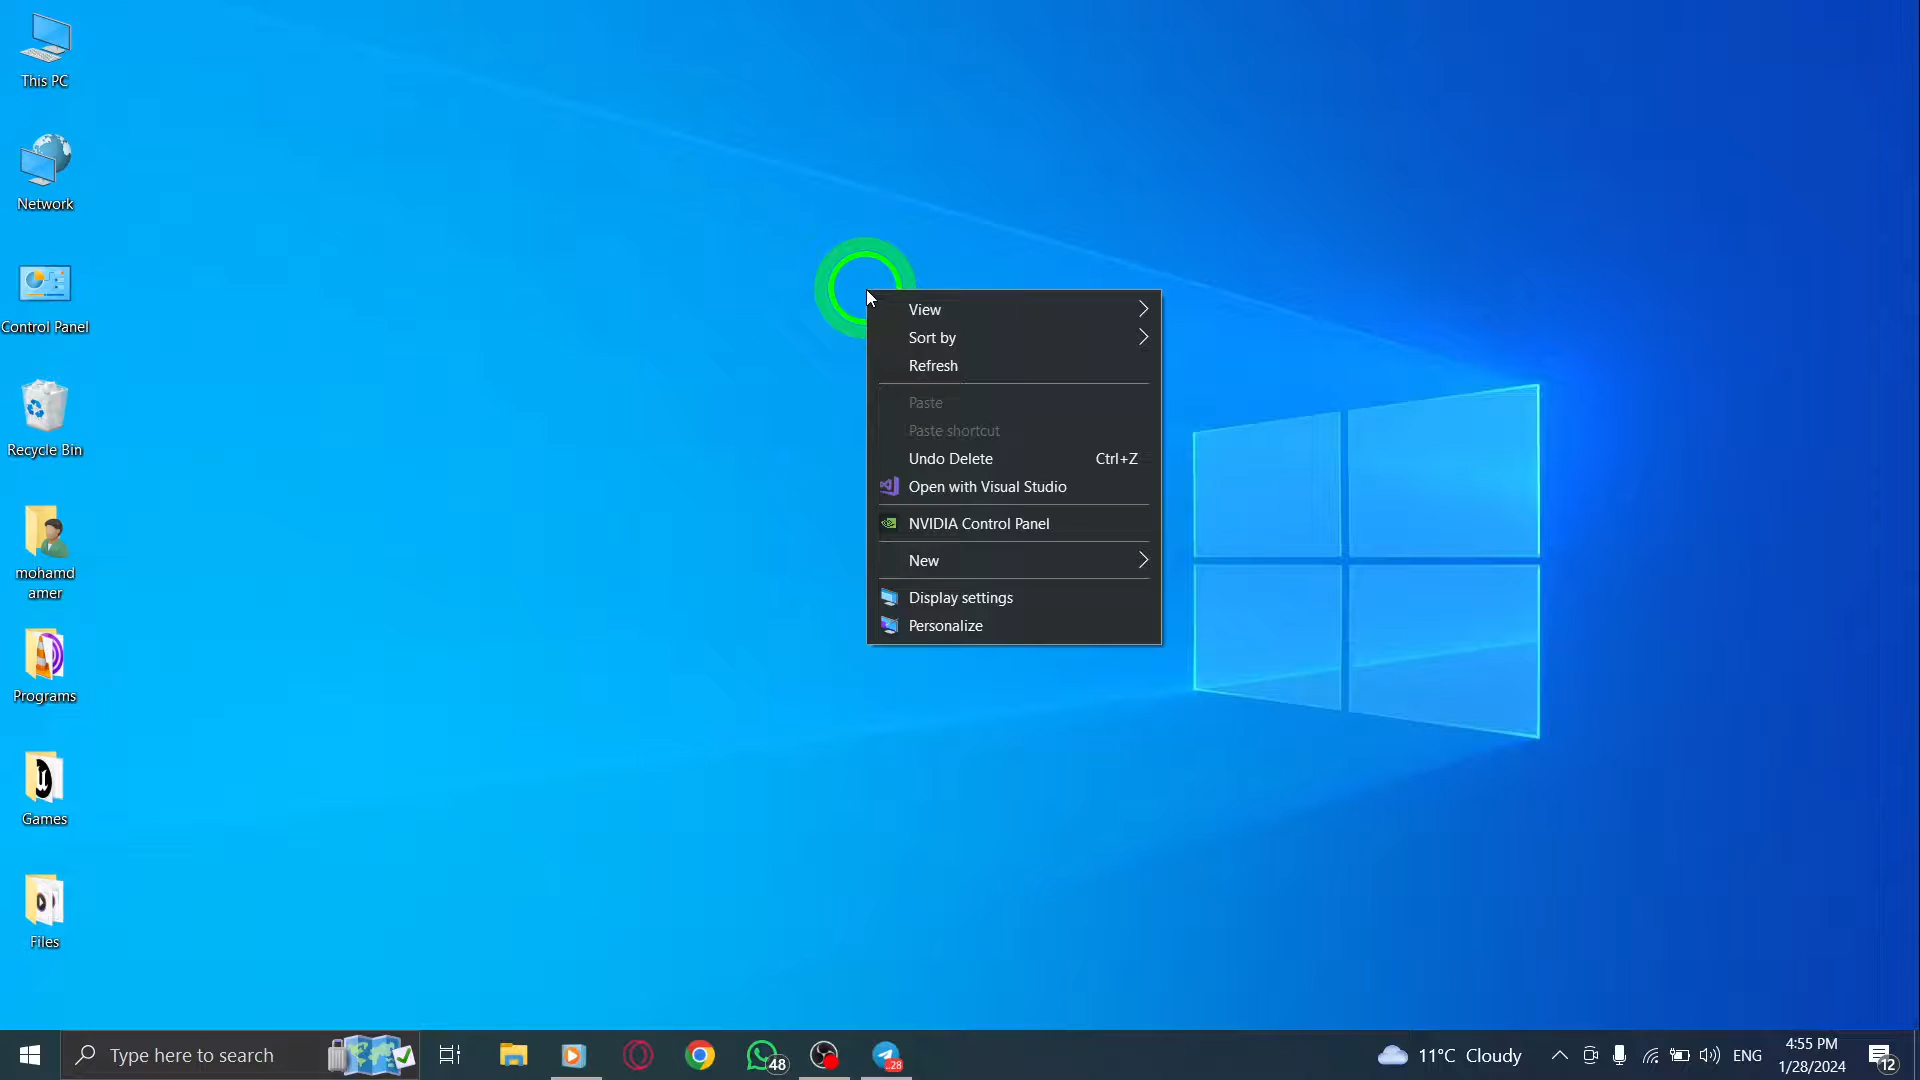 This PC
Network
Control Panel
Recycle Bin
mohamd
amer
Programs
Games
Files
View
Sort by
Refresh
Paste
Paste shortcut
Undo Delete Ctrl+Z
Open with Visual Studio
NVIDIA Control Panel
New
Display settings
Personalize
Type here to search
48
28
11°C Cloudy
ENG
4:55 PM
1/28/2024
12